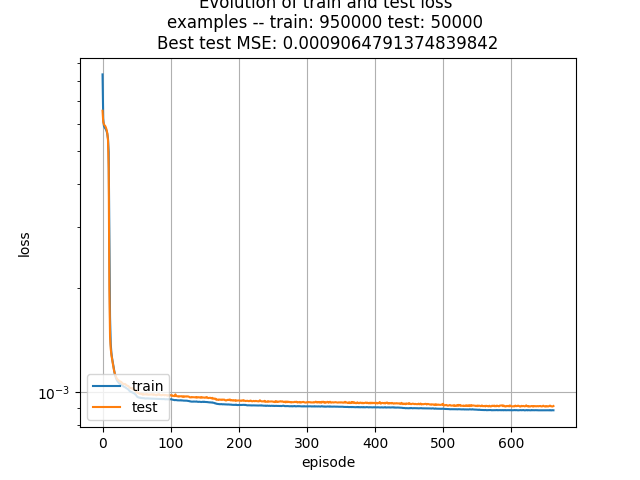 Evolution of train and test loss
examples -- train: 950000 test: 50000
Best test MSE: 0.0009064791374839842
loss
10⁻³
train
test
0 100 200 300 400 500 600
episode